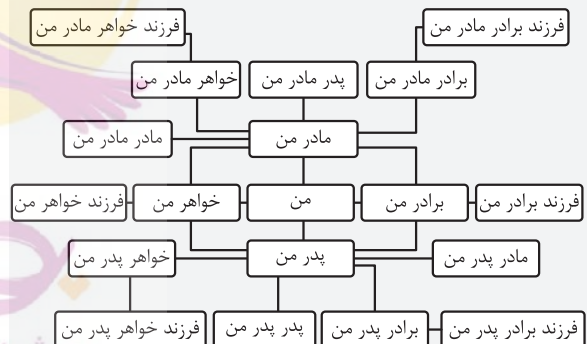 فرزند برادر مادر من
فرزند خواهر مادر من
برادر مادر من
پدر مادر من
خواهر مادر من
مادر من
مادر مادر من
فرزند برادر من
برادر من
من
خواهر من
فرزند خواهر من
مادر پدر من
پدر من
خواهر پدر من
فرزند برادر پدر من
برادر پدر من
پدر پدر من
فرزند خواهر پدر من